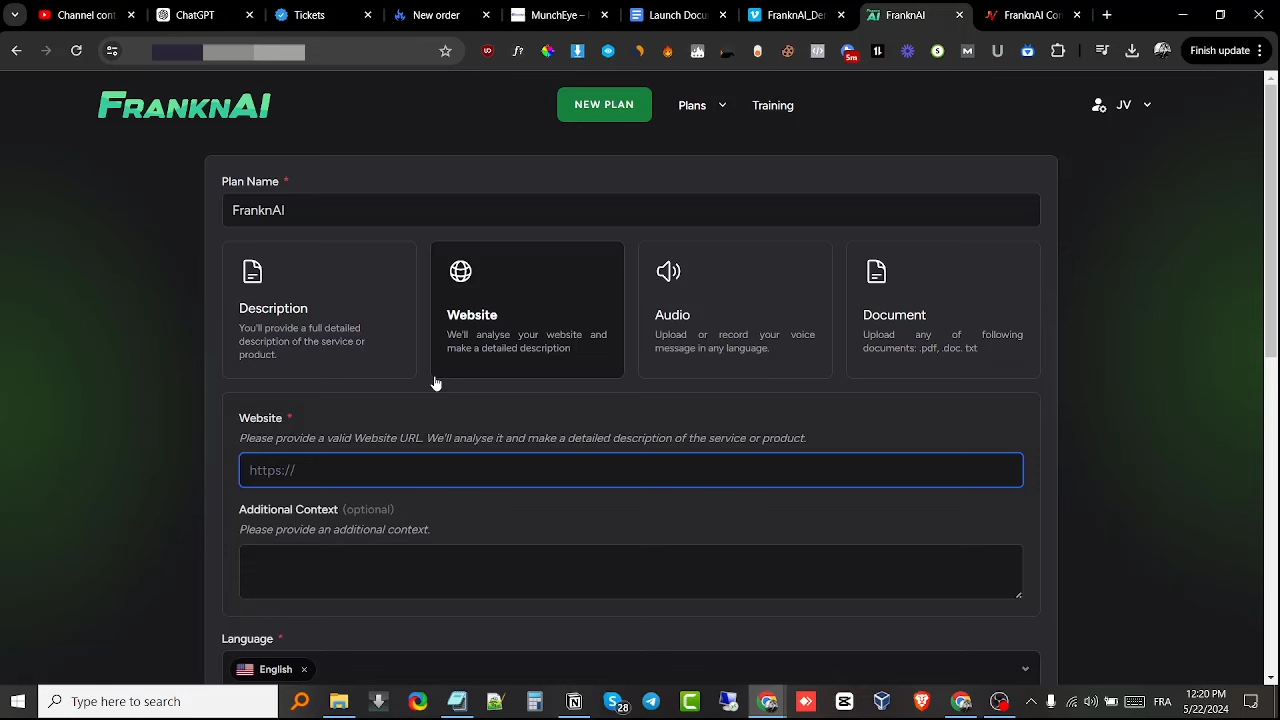 Channel cont
ChatGPT
Tickets
New order
MunchEye –
Launch Docu
FranknAI_De
FranknAI
FranknAI Co
Finish update
5m
FRANKNAI
NEW PLAN
Plans
Training
JV
Plan Name *
FranknAI
Description
You'll provide a full detailed
description of the service or
product.
Website
We'll analyse your website and
make a detailed description
Audio
Upload or record your voice
message in any language.
Document
Upload any of following
documents: .pdf, .doc. txt
Website *
Please provide a valid Website URL. We'll analyse it and make a detailed description of the service or product.
https://
Additional Context (optional)
Please provide an additional context.
Language *
English
Type here to search
28
FRA
12:20 PM
5/22/2024